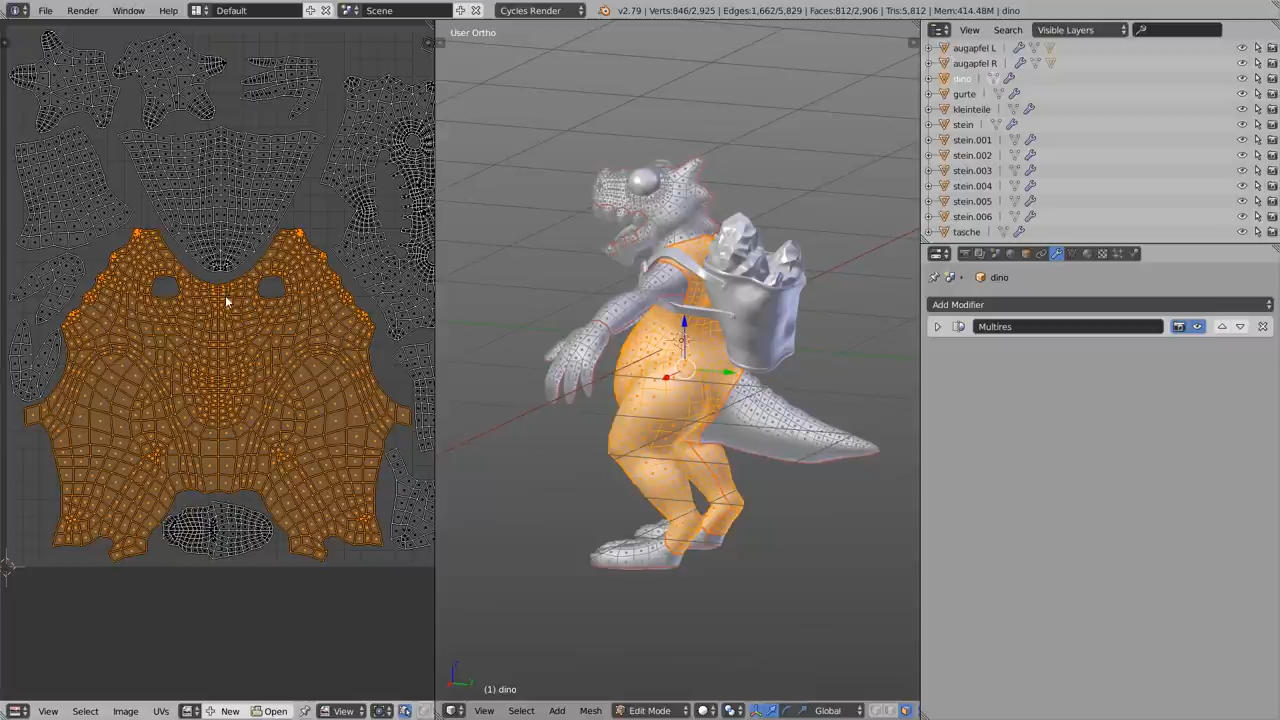 File Render Window Help Default Scene Cycles Render v2.79 | Verts:846/2,925 | Edges:1,662/5,829 | Faces:812/2,906 | Tris:5,812 | Mem:414.48M | dino
User Ortho
View Search Visible Layers
augapfel L
augapfel R
dino
gurte
kleinteile
stein
stein.001
stein.002
stein.003
stein.004
stein.005
stein.006
tasche
dino
Add Modifier
Multires
(1) dino
View Select Image UVs New Open View
View Select Add Mesh Edit Mode Global